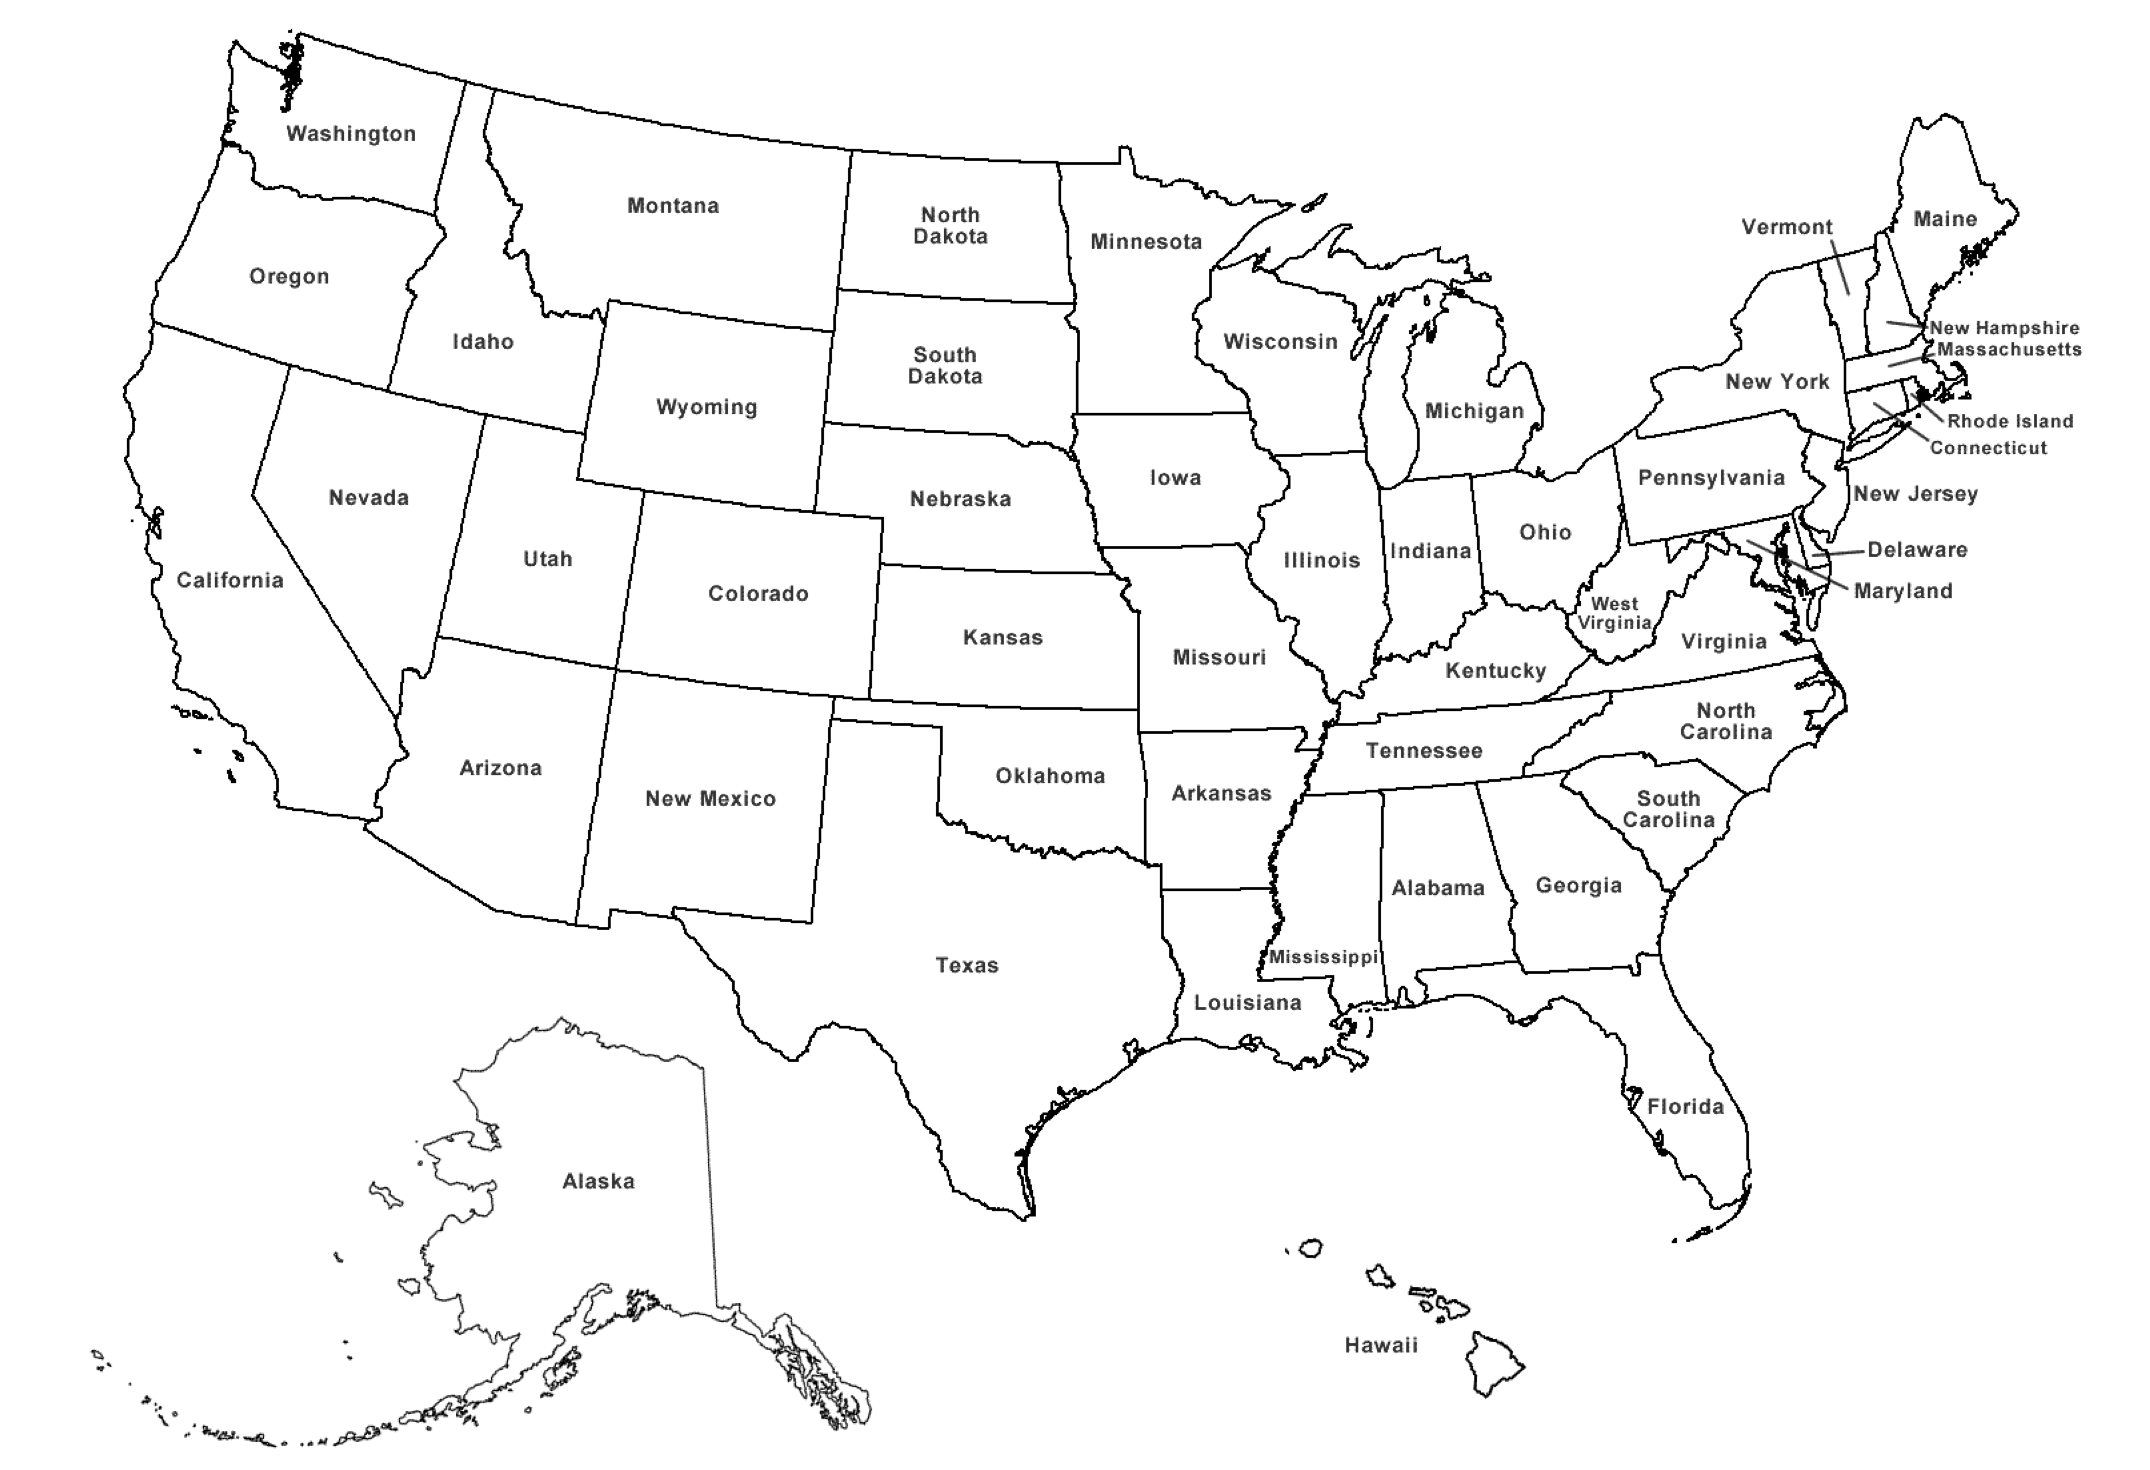 Washington
Montana
North
Dakota
Minnesota
Vermont
Maine
Oregon
Idaho
Wyoming
South
Dakota
Wisconsin
Michigan
New York
New Hampshire
Massachusetts
Rhode Island
Connecticut
Nevada
Utah
Colorado
Nebraska
Iowa
Illinois
Indiana
Ohio
Pennsylvania
New Jersey
Delaware
Maryland
California
Kansas
Missouri
Kentucky
West
Virginia
Virginia
Arizona
New Mexico
Oklahoma
Arkansas
Tennessee
North
Carolina
South
Carolina
Texas
Louisiana
Mississippi
Alabama
Georgia
Florida
Alaska
Hawaii